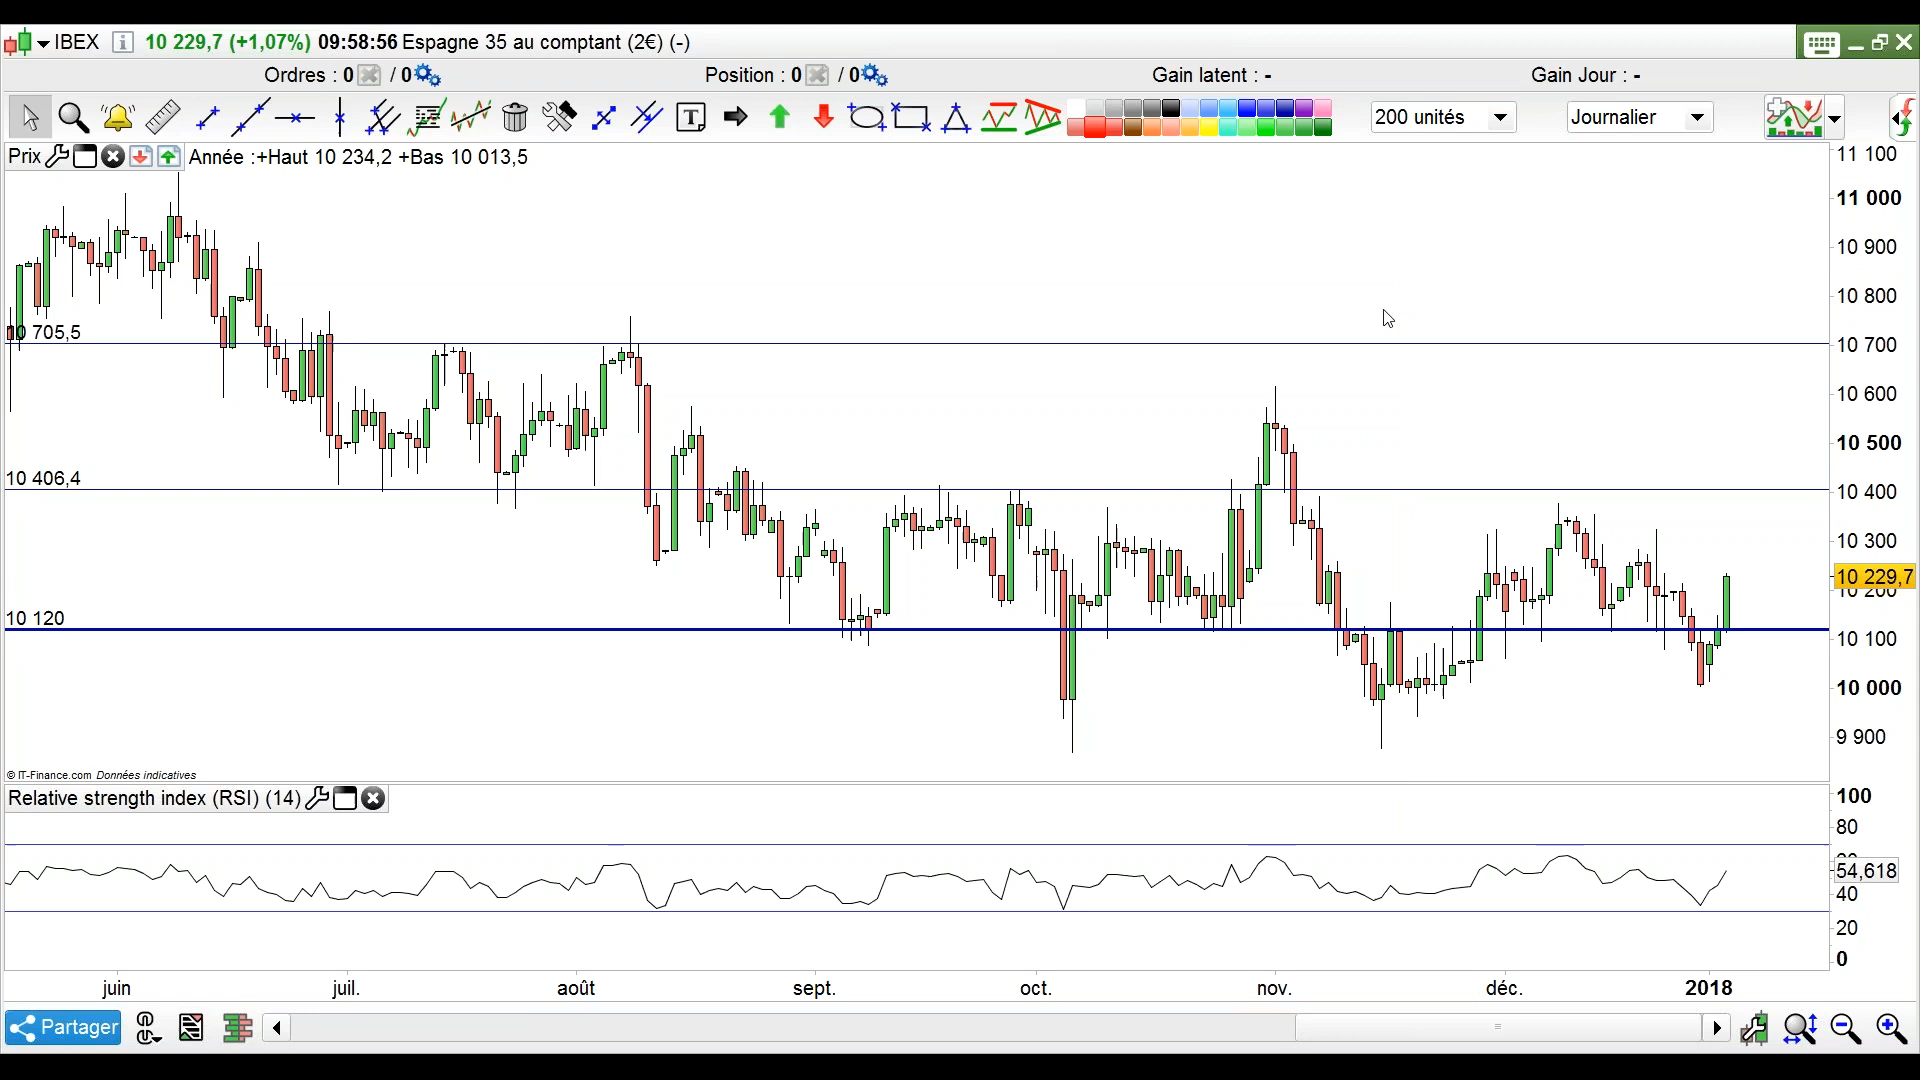 IBEX i 10 229,7 (+1,07%) 09:58:56 Espagne 35 au comptant (2€) (-)
Ordres : 0 / 0 Position : 0 / 0 Gain latent : - Gain Jour : -
T 200 unités Journalier
Prix Année :+Haut 10 234,2 +Bas 10 013,5
11 100
11 000
10 900
10 800
10 705,5
10 700
10 600
10 500
10 406,4
10 400
10 300
10 229,7
10 200
10 120
10 100
10 000
9 900
© IT-Finance.com Données indicatives
Relative strength index (RSI) (14)
100
80
54,618
40
20
0
juin juil. août sept. oct. nov. déc. 2018
Partager